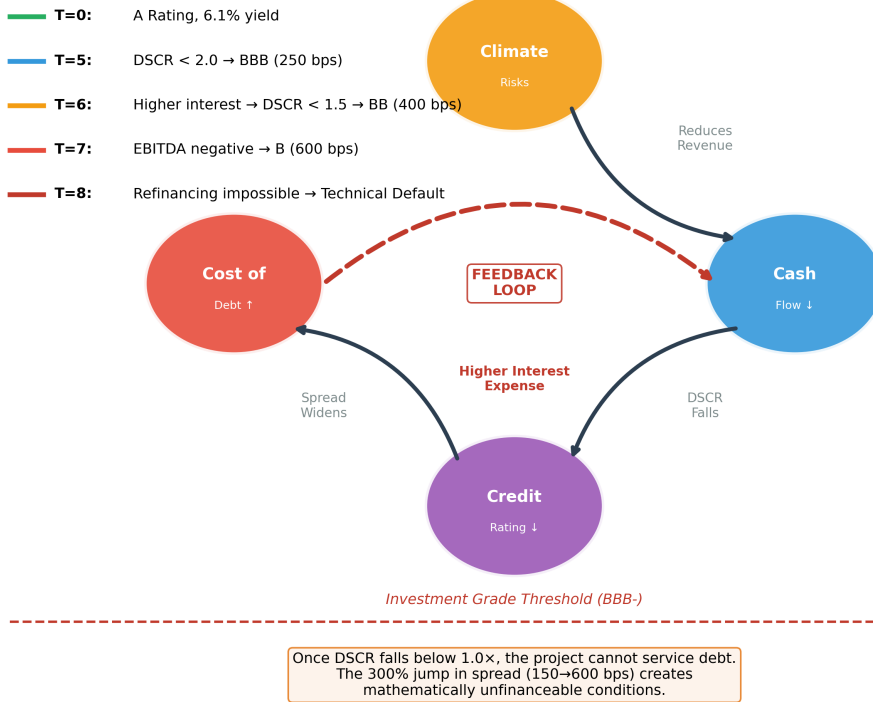 T=0: A Rating, 6.1% yield
T=5: DSCR < 2.0 → BBB (250 bps)
T=6: Higher interest → DSCR < 1.5 → BB (400 bps)
T=7: EBITDA negative → B (600 bps)
T=8: Refinancing impossible → Technical Default
Climate
Risks
Reduces
Revenue
Cost of
Debt ↑
FEEDBACK
LOOP
Cash
Flow ↓
Higher Interest
Expense
Spread
Widens
DSCR
Falls
Credit
Rating ↓
Investment Grade Threshold (BBB-)
Once DSCR falls below 1.0×, the project cannot service debt.
The 300% jump in spread (150→600 bps) creates
mathematically unfinanceable conditions.